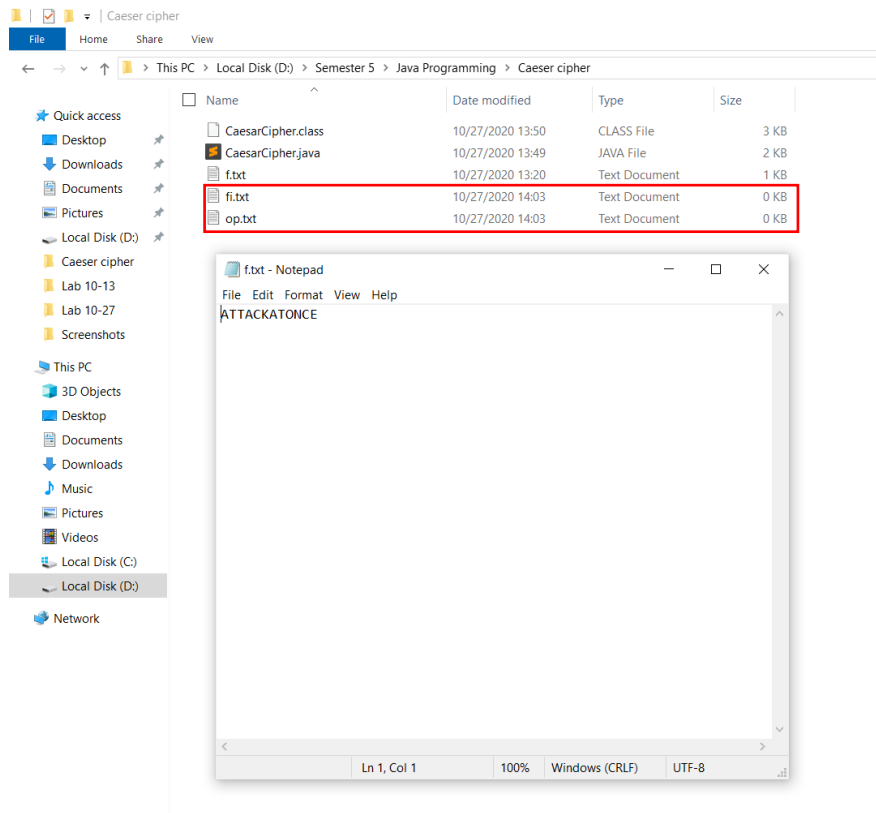 Caeser cipher
File Home Share View
This PC > Local Disk (D:) > Semester 5 > Java Programming > Caeser cipher
Name Date modified Type Size
Quick access
Desktop
Downloads
Documents
Pictures
Local Disk (D:)
Caeser cipher
Lab 10-13
Lab 10-27
Screenshots
This PC
3D Objects
Desktop
Documents
Downloads
Music
Pictures
Videos
Local Disk (C:)
Local Disk (D:)
Network
CaesarCipher.class 10/27/2020 13:50 CLASS File 3 KB
CaesarCipher.java 10/27/2020 13:49 JAVA File 2 KB
f.txt 10/27/2020 13:20 Text Document 1 KB
fi.txt 10/27/2020 14:03 Text Document 0 KB
op.txt 10/27/2020 14:03 Text Document 0 KB
f.txt - Notepad
File Edit Format View Help
ATTACKATONCE
Ln 1, Col 1 100% Windows (CRLF) UTF-8